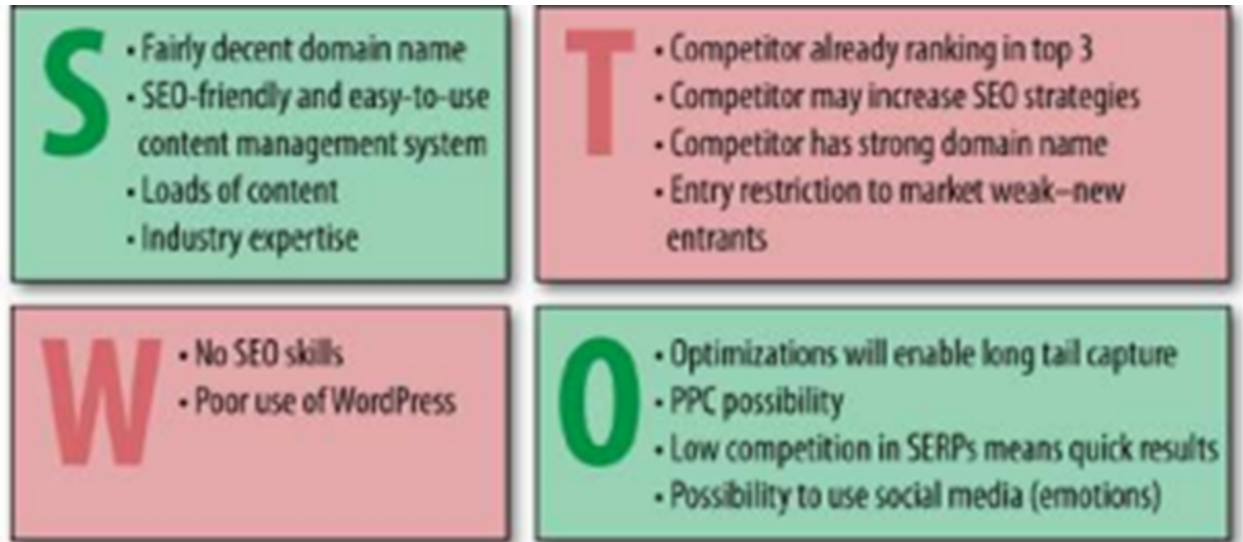 S
• Fairly decent domain name
• SEO-friendly and easy-to-use
content management system
• Loads of content
• Industry expertise
T
• Competitor already ranking in top 3
• Competitor may increase SEO strategies
• Competitor has strong domain name
• Entry restriction to market weak–new
entrants
W
• No SEO skills
• Poor use of WordPress
O
• Optimizations will enable long tail capture
• PPC possibility
• Low competition in SERPs means quick results
• Possibility to use social media (emotions)